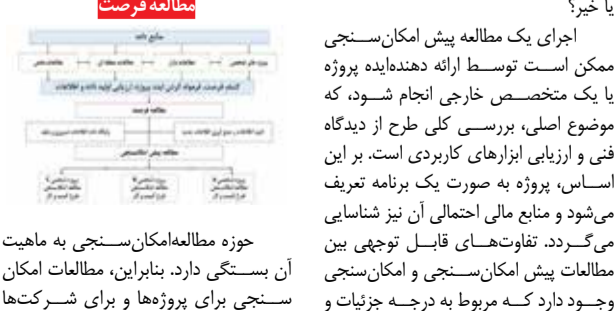 یا خیر؟
اجرای یک مطالعه پیش امکان‌سنجی
ممکن است توسط ارائه دهنده‌ایده پروژه
یا یک متخصص خارجی انجام شود، که
موضوع اصلی، بررسی کلی طرح از دیدگاه
فنی و ارزیابی ابزارهای کاربردی است. بر این
اساس، پروژه به صورت یک برنامه تعریف
می‌شود و منابع مالی احتمالی آن نیز شناسایی
می‌گردد. تفاوت‌های قابل توجهی بین
مطالعات پیش امکان‌سنجی و امکان‌سنجی
وجود دارد که مربوط به درجه جزئیات و
مطالعه فرصت
منابع داده
مطالعه فرصت
مطالعه پیش امکانسنجی
حوزه مطالعه‌امکان‌سنجی به ماهیت
آن بستگی دارد. بنابراین، مطالعات امکان
سنجی برای پروژه‌ها و برای شرکت‌ها